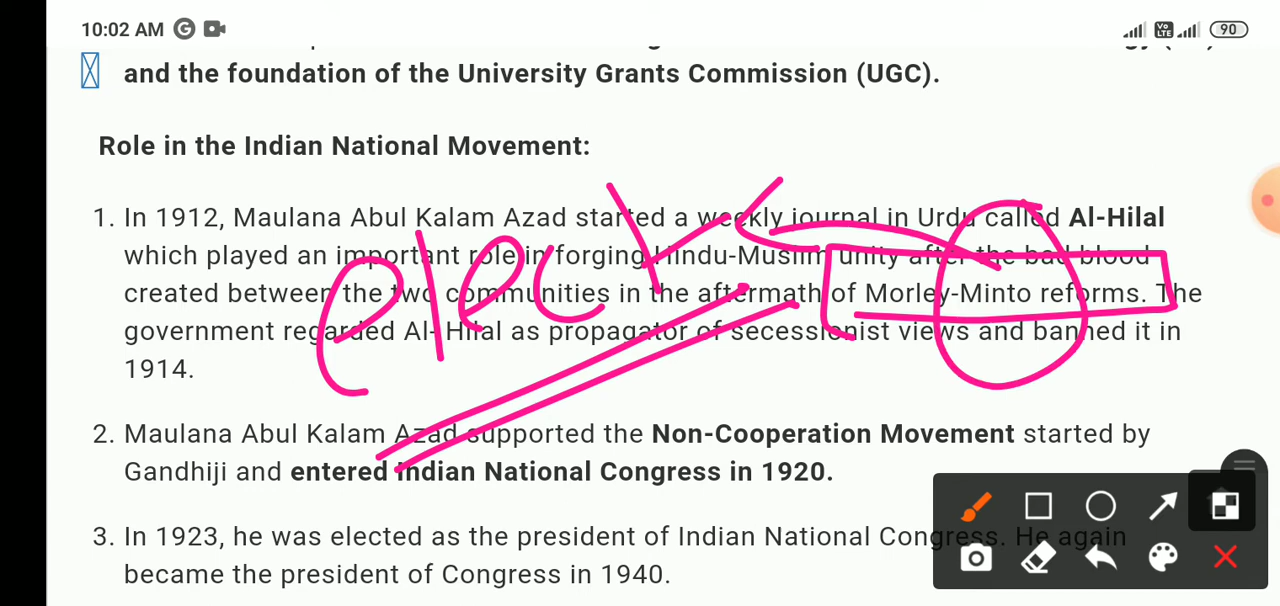 10:02 AM
Vo LTE 90
and the foundation of the University Grants Commission (UGC).
Role in the Indian National Movement:
1. In 1912, Maulana Abul Kalam Azad started a weekly journal in Urdu called Al-Hilal
which played an important role in forging Hindu-Muslim unity after the bad blood
created between the two communities in the aftermath of Morley-Minto reforms. The
government regarded Al- Hilal as propagator of secessionist views and banned it in
1914.
elec
2. Maulana Abul Kalam Azad supported the Non-Cooperation Movement started by
Gandhiji and entered Indian National Congress in 1920.
3. In 1923, he was elected as the president of Indian National Congress. He again
became the president of Congress in 1940.